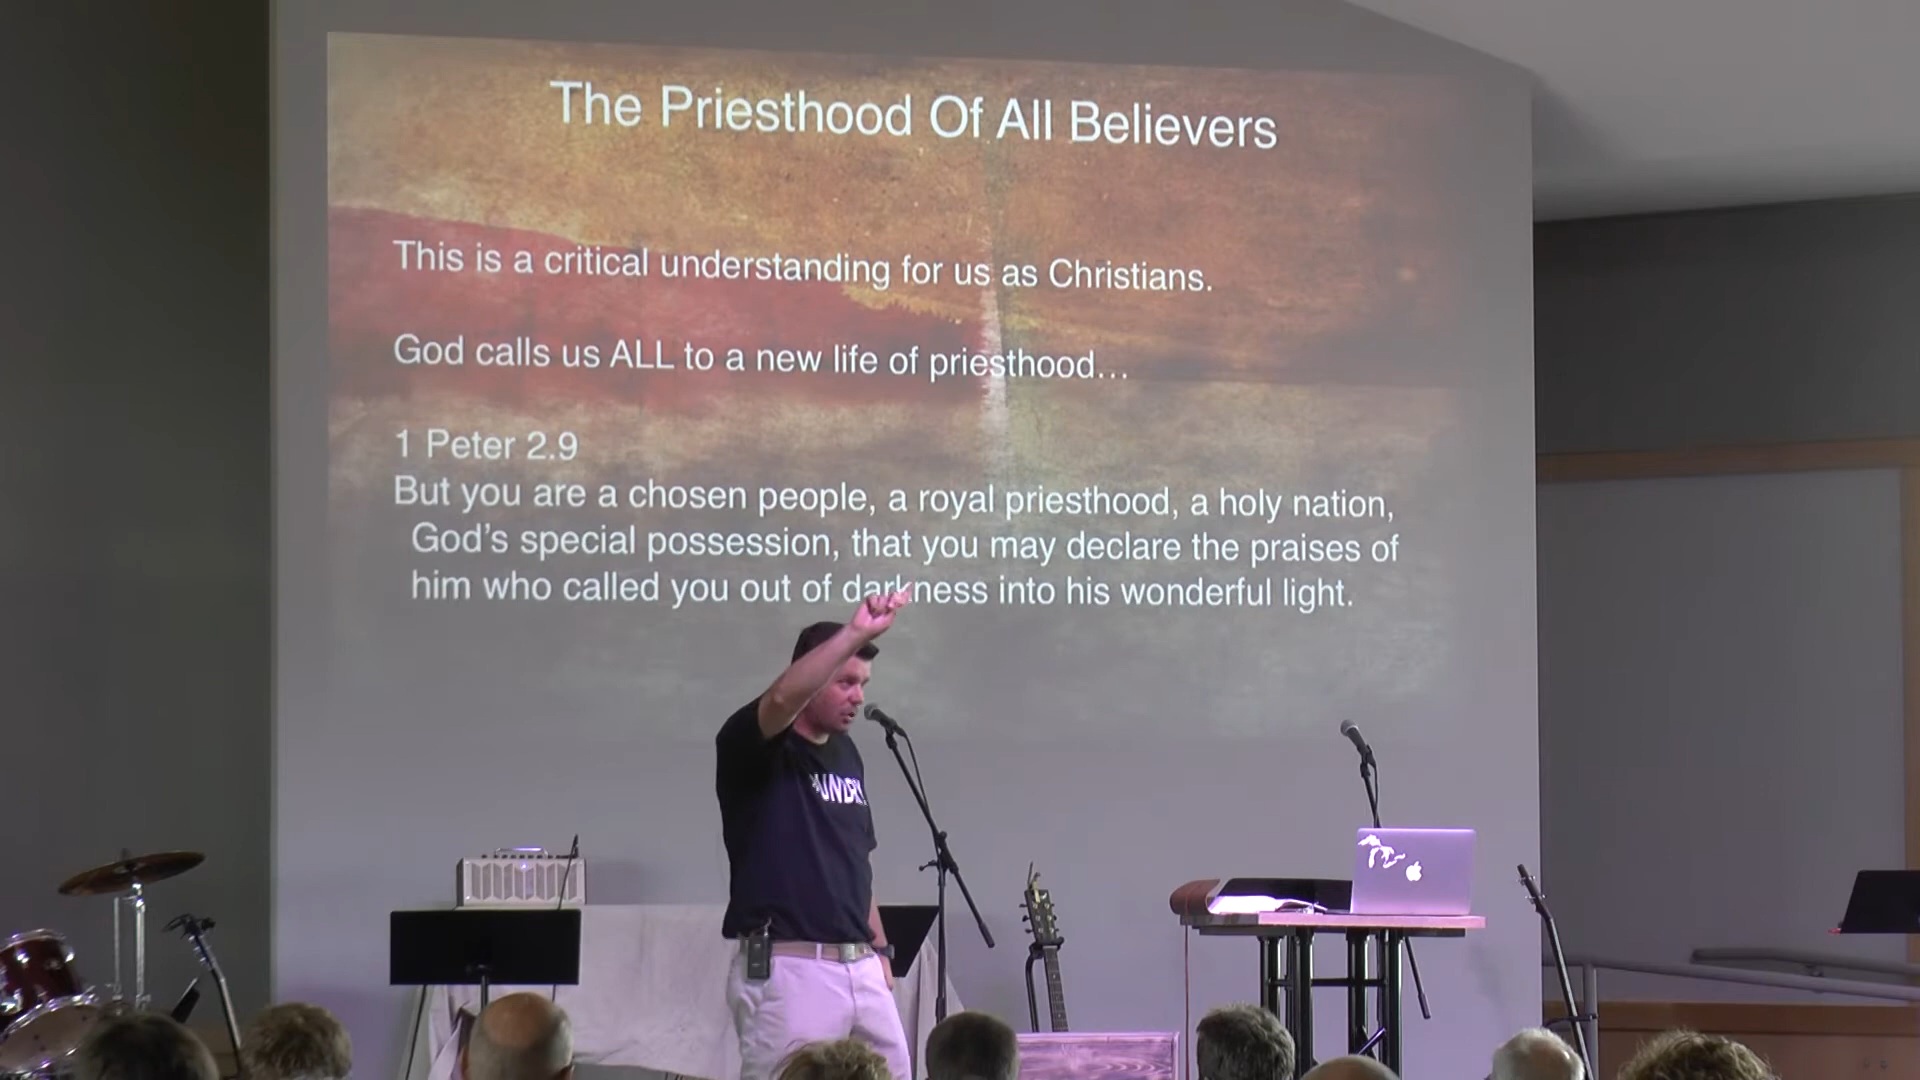 The Priesthood Of All Believers
This is a critical understanding for us as Christians.
God calls us ALL to a new life of priesthood…
1 Peter 2.9
But you are a chosen people, a royal priesthood, a holy nation,
God's special possession, that you may declare the praises of
him who called you out of darkness into his wonderful light.